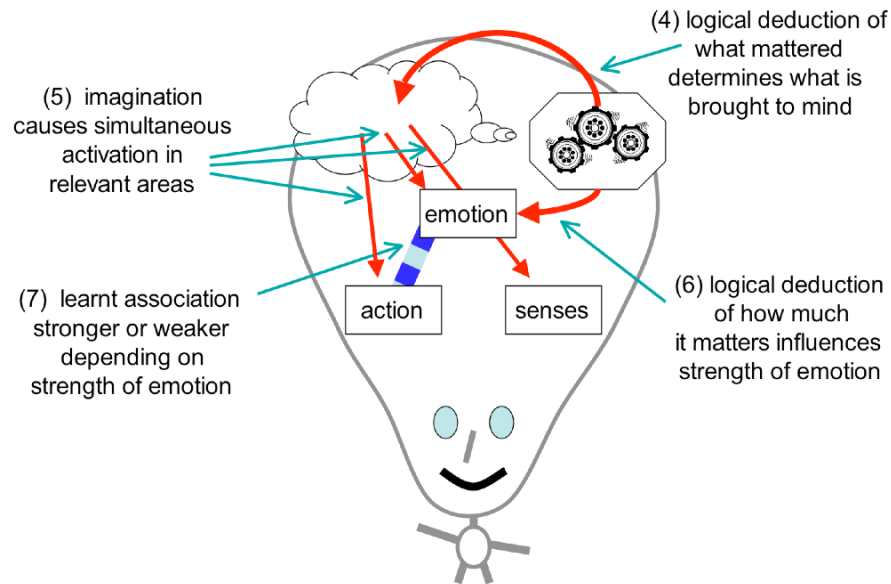 (4) logical deduction of
what mattered
determines what is
brought to mind
(5) imagination
causes simultaneous
activation in
relevant areas
emotion
(7) learnt association
stronger or weaker
depending on
strength of emotion
action
senses
(6) logical deduction
of how much
it matters influences
strength of emotion